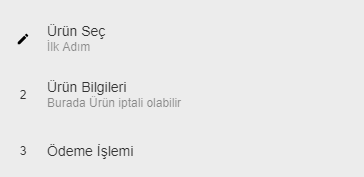 Ürün Seç
İlk Adım
2 Ürün Bilgileri
Burada Ürün iptali olabilir
3 Ödeme İşlemi